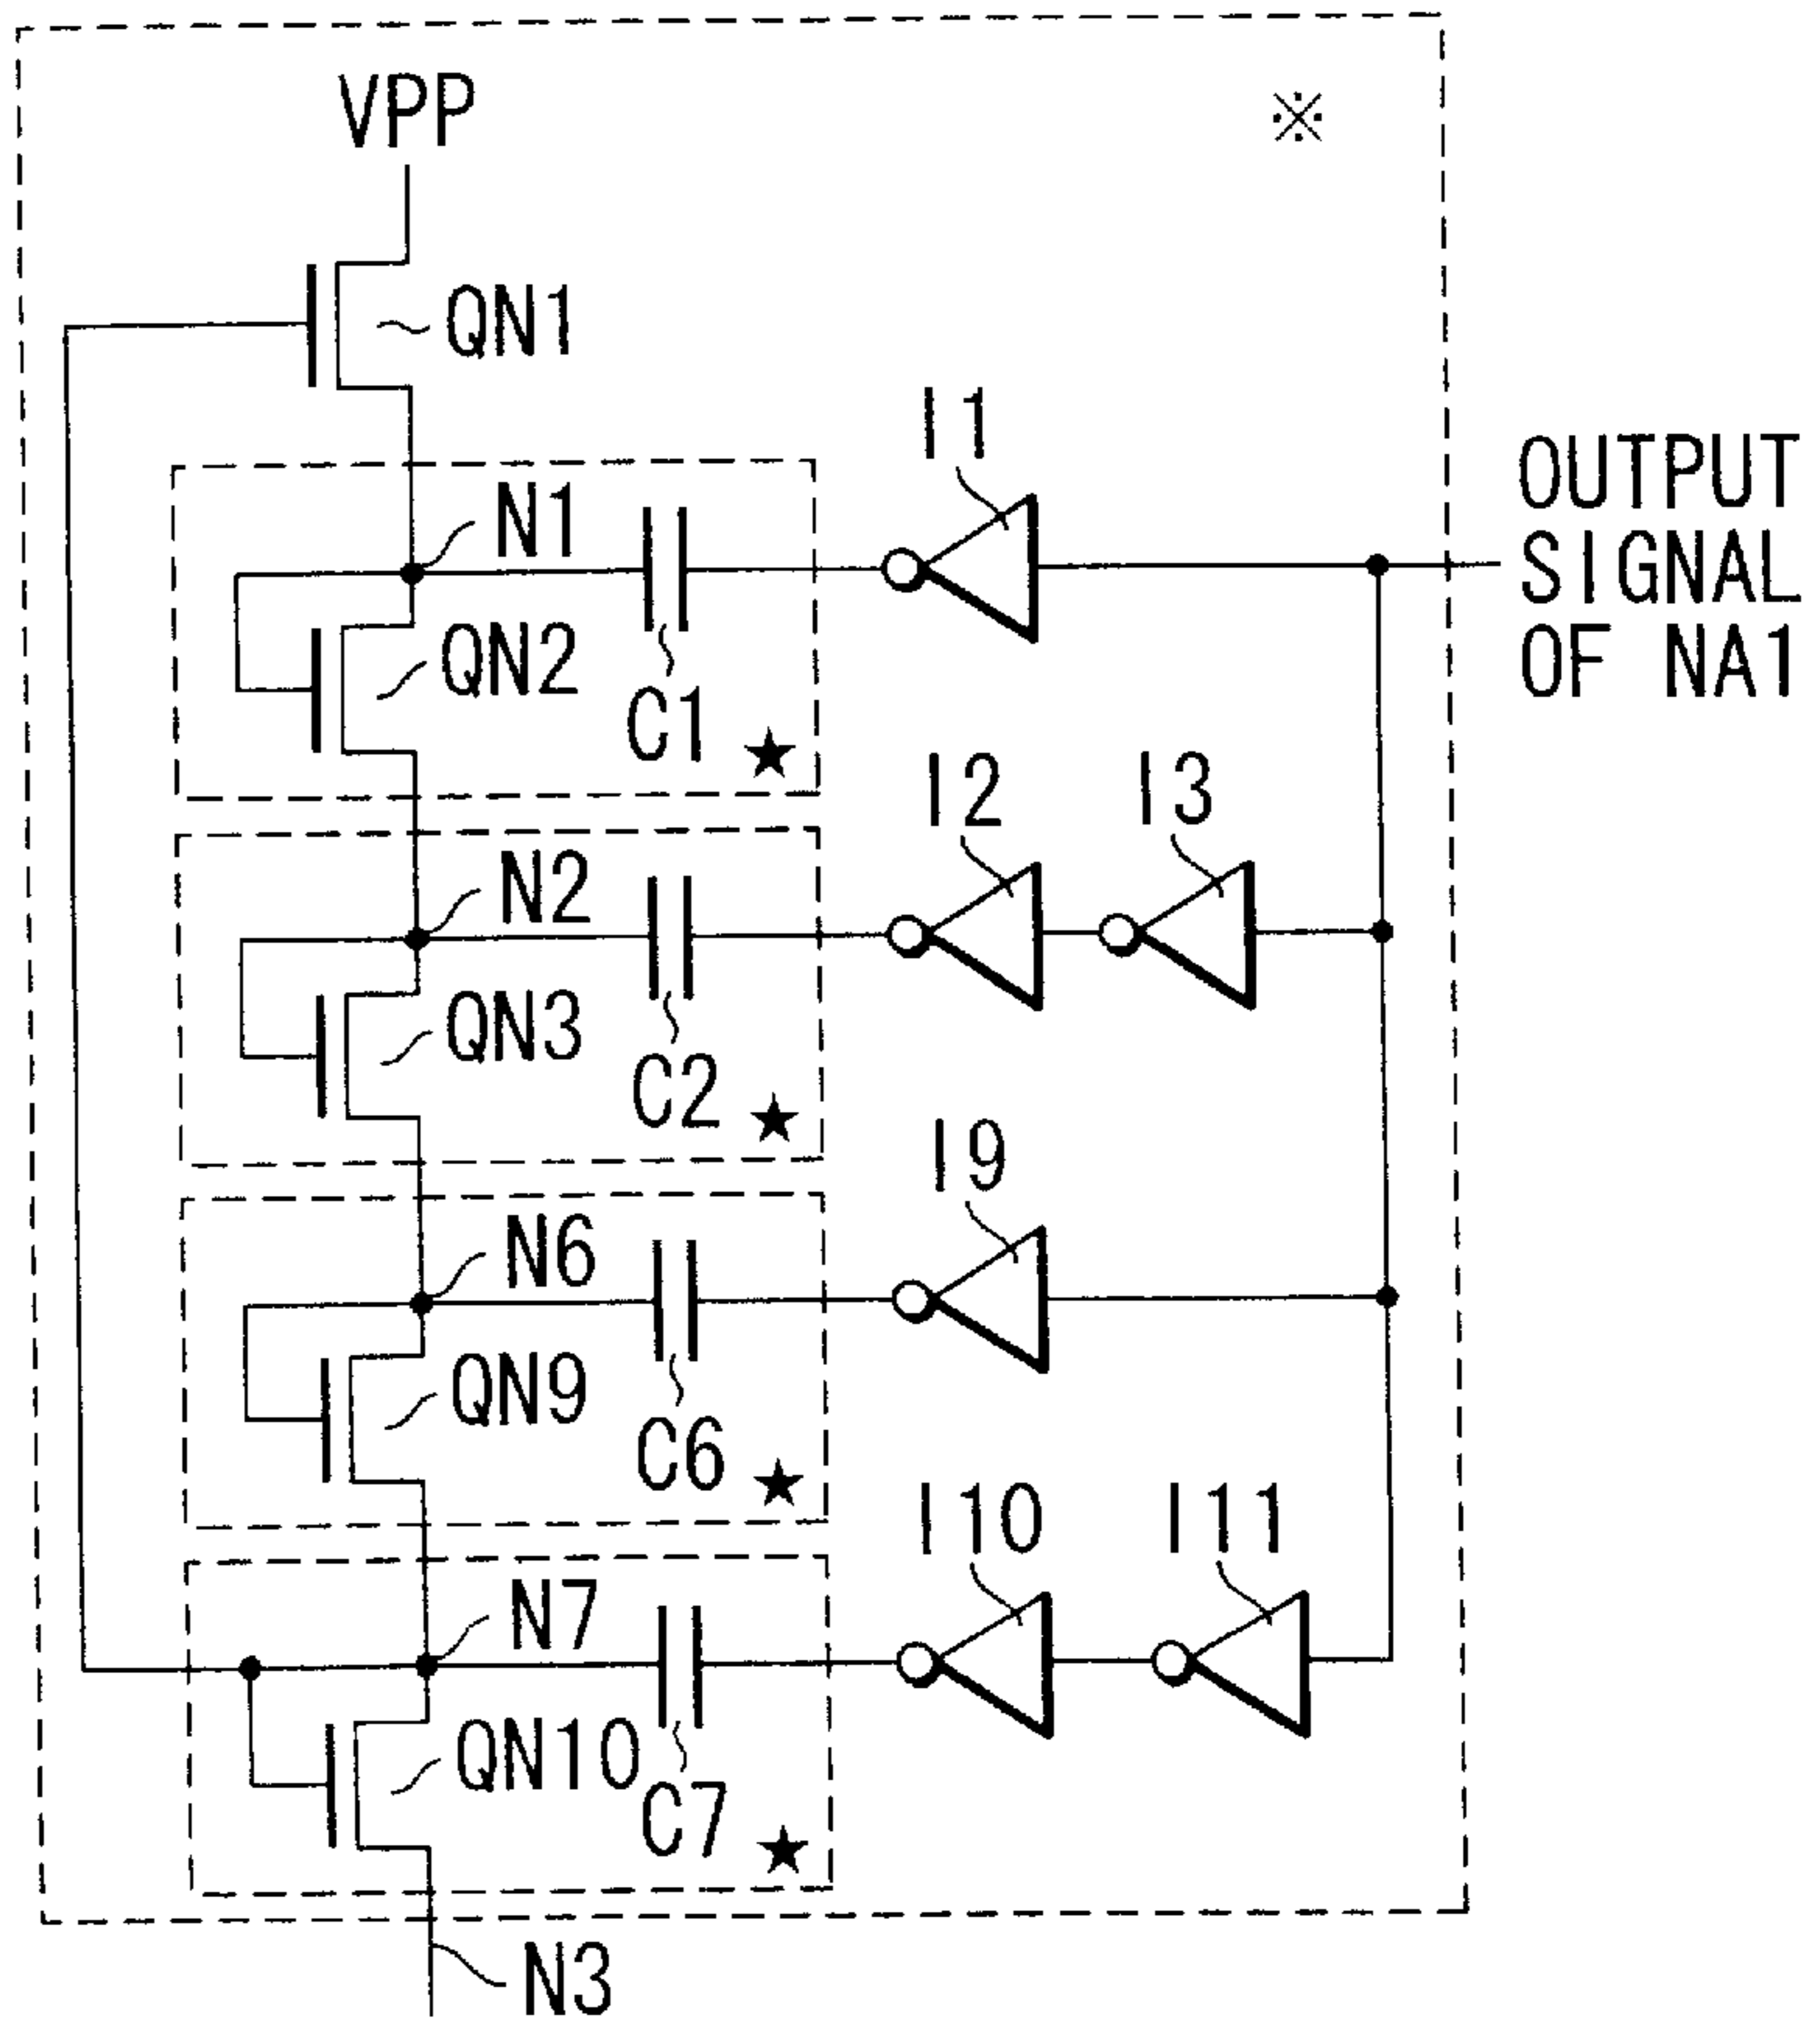 VPP
※
QN1
I1
OUTPUT
SIGNAL
OF NA1
N1
QN2
C1
★
I2
I3
N2
QN3
C2
★
I9
N6
QN9
C6
★
I10
I11
N7
QN10
C7
★
N3